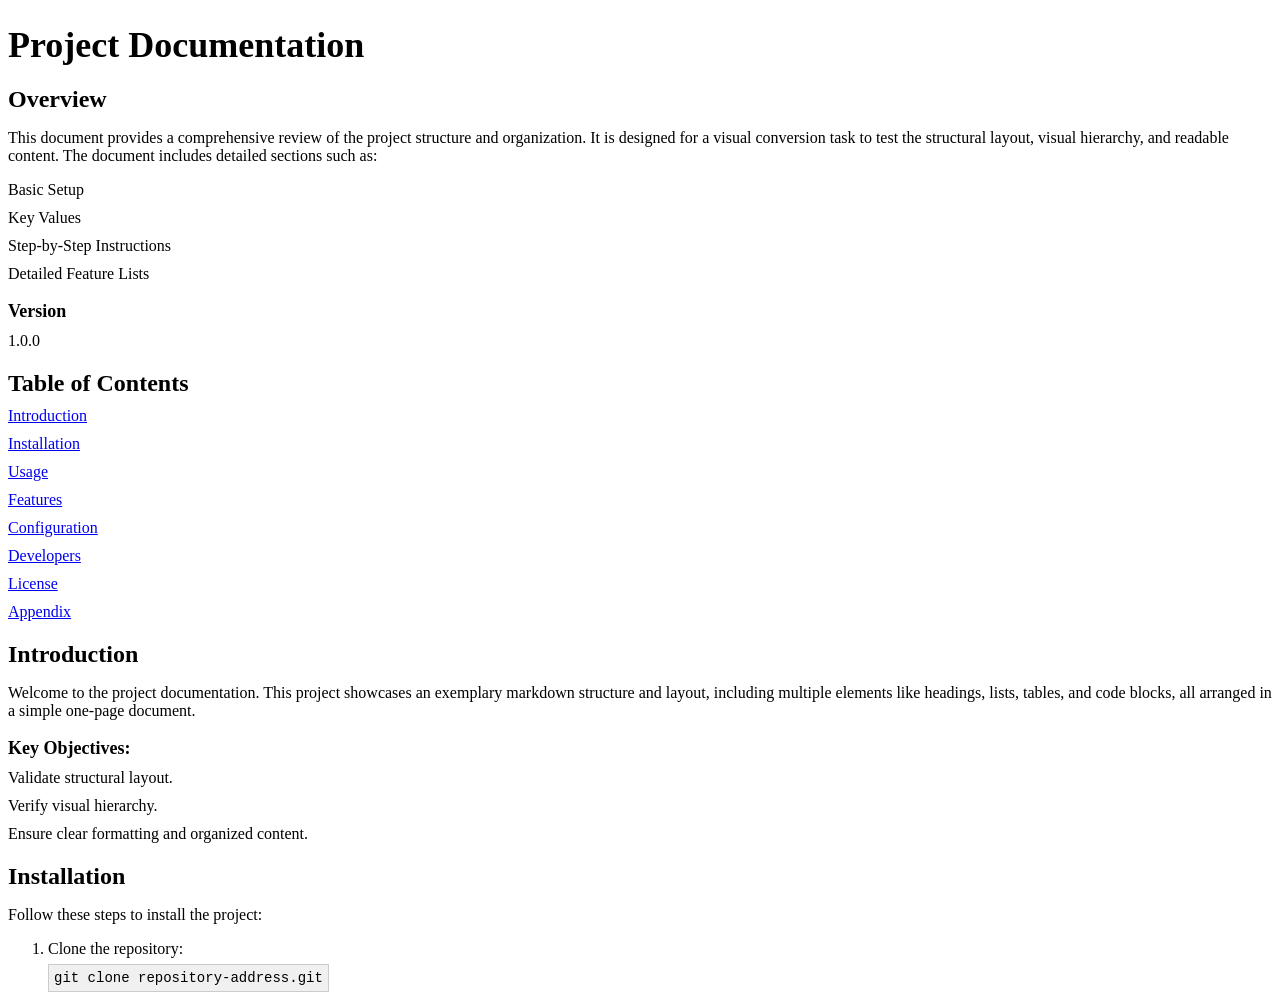 Project Documentation
Overview
This document provides a comprehensive review of the project structure and organization. It is designed for a visual conversion task to test the structural layout, visual hierarchy, and readable
content. The document includes detailed sections such as:
Basic Setup
Key Values
Step-by-Step Instructions
Detailed Feature Lists
Version
1.0.0
Table of Contents
Introduction
Installation
Usage
Features
Configuration
Developers
License
Appendix
Introduction
Welcome to the project documentation. This project showcases an exemplary markdown structure and layout, including multiple elements like headings, lists, tables, and code blocks, all arranged in
a simple one-page document.
Key Objectives:
Validate structural layout.
Verify visual hierarchy.
Ensure clear formatting and organized content.
Installation
Follow these steps to install the project:
1. Clone the repository:
git clone repository-address.git